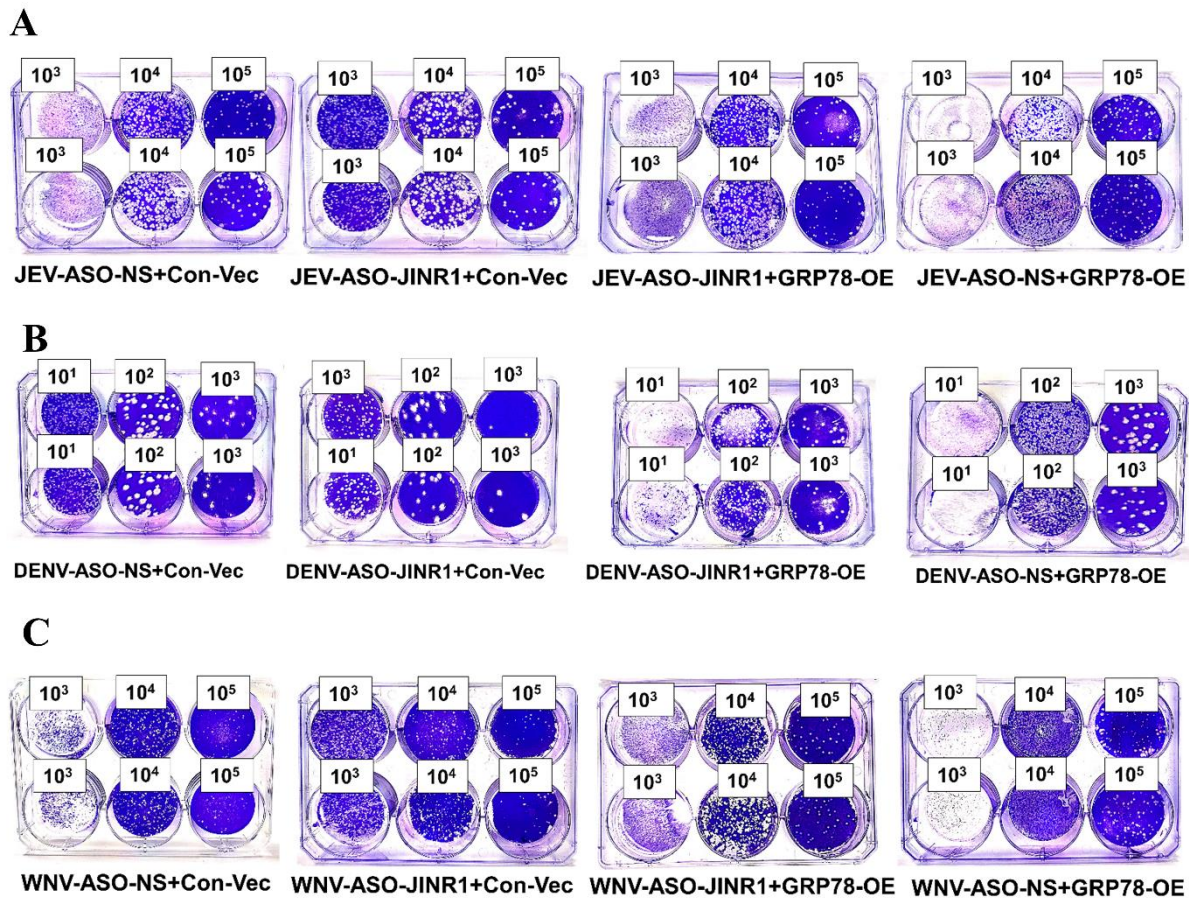 A
10³ 10⁴ 10⁵ 10³ 10⁴ 10⁵ 10³ 10⁴ 10⁵ 10³ 10⁴ 10⁵
10³ 10⁴ 10⁵ 10³ 10⁴ 10⁵ 10³ 10⁴ 10⁵ 10³ 10⁴ 10⁵
JEV-ASO-NS+Con-Vec JEV-ASO-JINR1+Con-Vec JEV-ASO-JINR1+GRP78-OE JEV-ASO-NS+GRP78-OE
B
10¹ 10² 10³ 10³ 10² 10³ 10¹ 10² 10³ 10¹ 10² 10³
10¹ 10² 10³ 10¹ 10² 10³ 10¹ 10² 10³ 10¹ 10² 10³
DENV-ASO-NS+Con-Vec DENV-ASO-JINR1+Con-Vec DENV-ASO-JINR1+GRP78-OE DENV-ASO-NS+GRP78-OE
C
10³ 10⁴ 10⁵ 10³ 10⁴ 10⁵ 10³ 10⁴ 10⁵ 10³ 10⁴ 10⁵
10³ 10⁴ 10⁵ 10³ 10⁴ 10⁵ 10³ 10⁴ 10⁵ 10³ 10⁴ 10⁵
WNV-ASO-NS+Con-Vec WNV-ASO-JINR1+Con-Vec WNV-ASO-JINR1+GRP78-OE WNV-ASO-NS+GRP78-OE